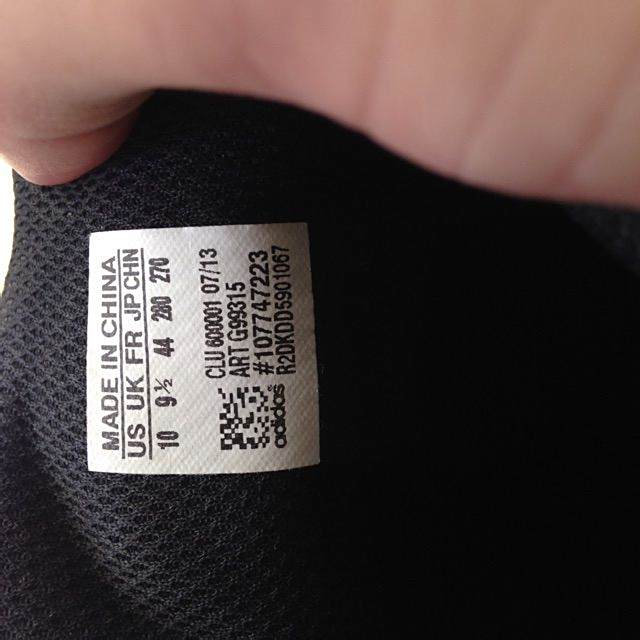 MADE IN CHINA
US UK FR JP CHN
10 9½ 44 280 270
CLU 600001 07/13
ART G99315
#107747223
R2DKDDS901067
adidas